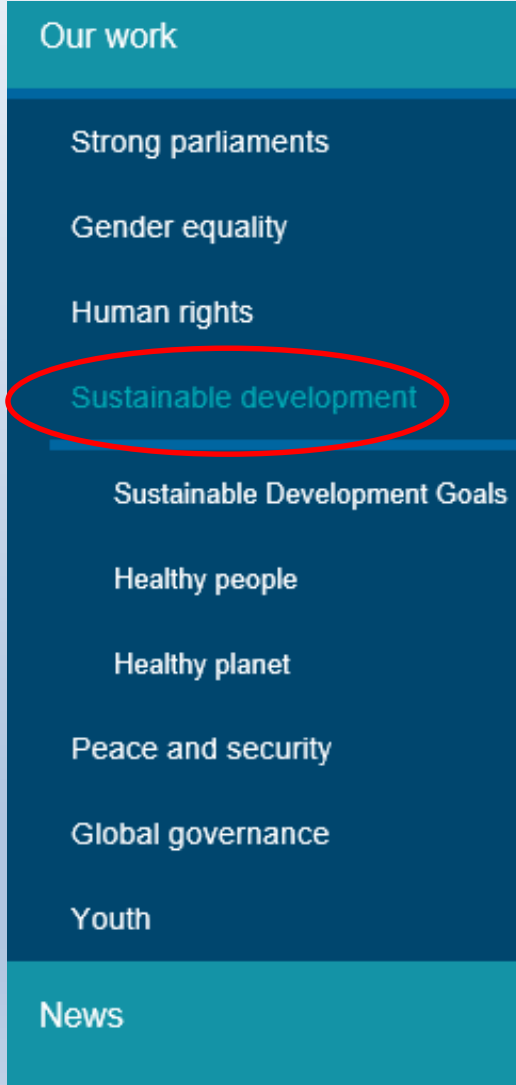 Our work
Strong parliaments
Gender equality
Human rights
Sustainable development
Sustainable Development Goals
Healthy people
Healthy planet
Peace and security
Global governance
Youth
News